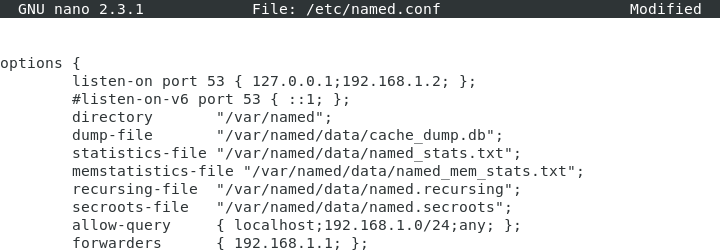 GNU nano 2.3.1 File: /etc/named.conf Modified
options {
listen-on port 53 { 127.0.0.1;192.168.1.2; };
#listen-on-v6 port 53 { ::1; };
directory "/var/named";
dump-file "/var/named/data/cache_dump.db";
statistics-file "/var/named/data/named_stats.txt";
memstatistics-file "/var/named/data/named_mem_stats.txt";
recursing-file "/var/named/data/named.recursing";
secroots-file "/var/named/data/named.secroots";
allow-query { localhost;192.168.1.0/24;any; };
forwarders { 192.168.1.1; };